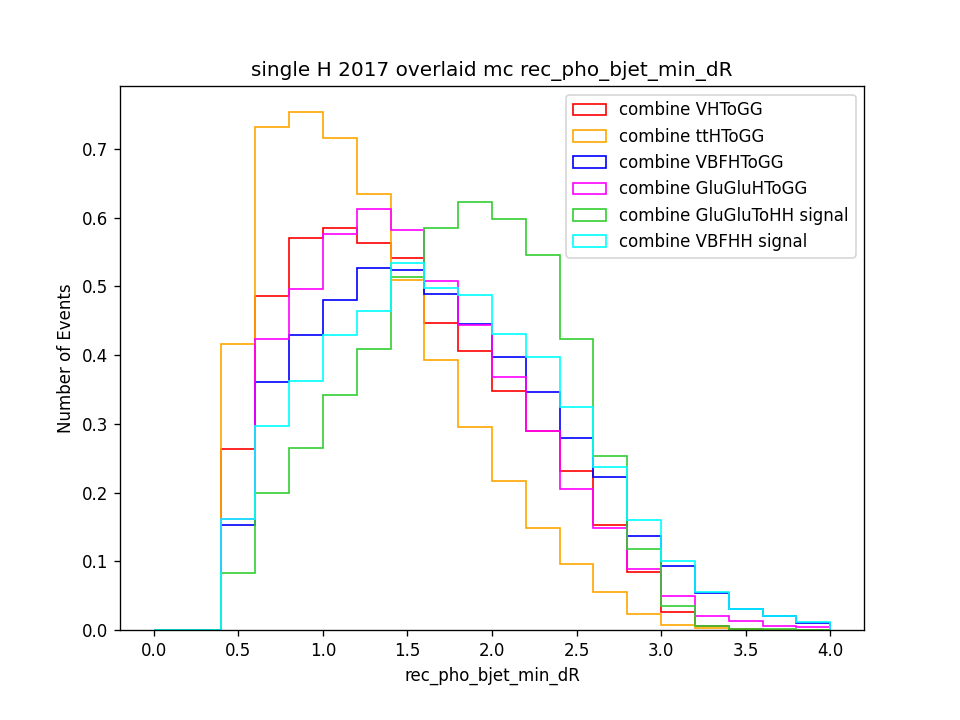 single H 2017 overlaid mc rec_pho_bjet_min_dR
combine VHToGG
combine ttHToGG
combine VBFHToGG
combine GluGluHToGG
combine GluGluToHH signal
combine VBFHH signal
Number of Events
0.7
0.6
0.5
0.4
0.3
0.2
0.1
0.0
0.0 0.5 1.0 1.5 2.0 2.5 3.0 3.5 4.0
rec_pho_bjet_min_dR